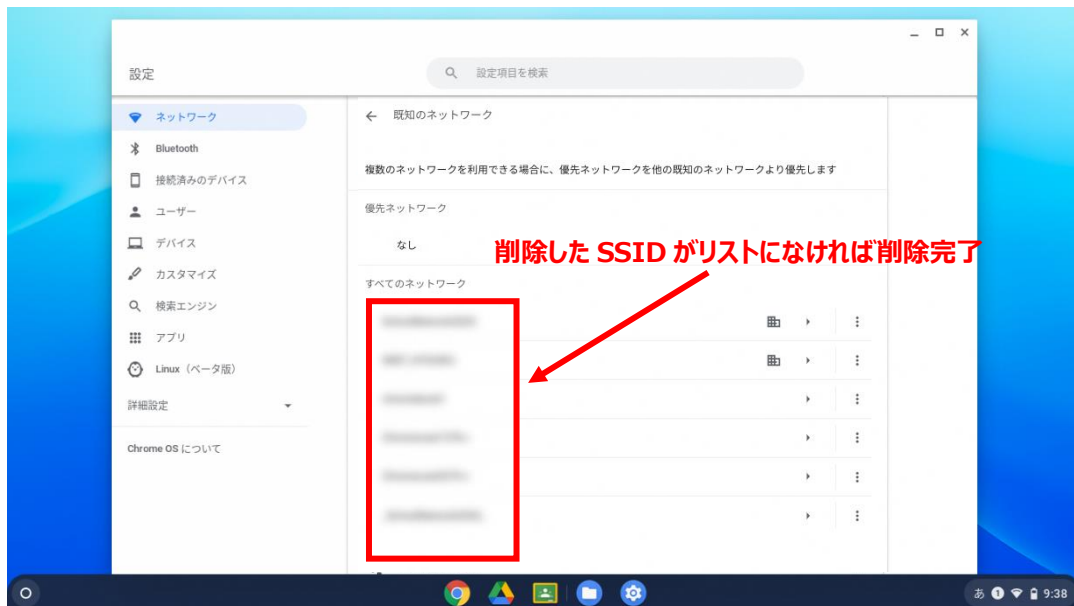 設定
設定項目を検索
ネットワーク
Bluetooth
接続済みのデバイス
ユーザー
デバイス
カスタマイズ
検索エンジン
アプリ
Linux（ベータ版）
詳細設定
Chrome OS について
既知のネットワーク
複数のネットワークを利用できる場合に、優先ネットワークを他の既知のネットワークより優先します
優先ネットワーク
なし
削除した SSID がリストになければ削除完了
すべてのネットワーク
あ 1 9:38